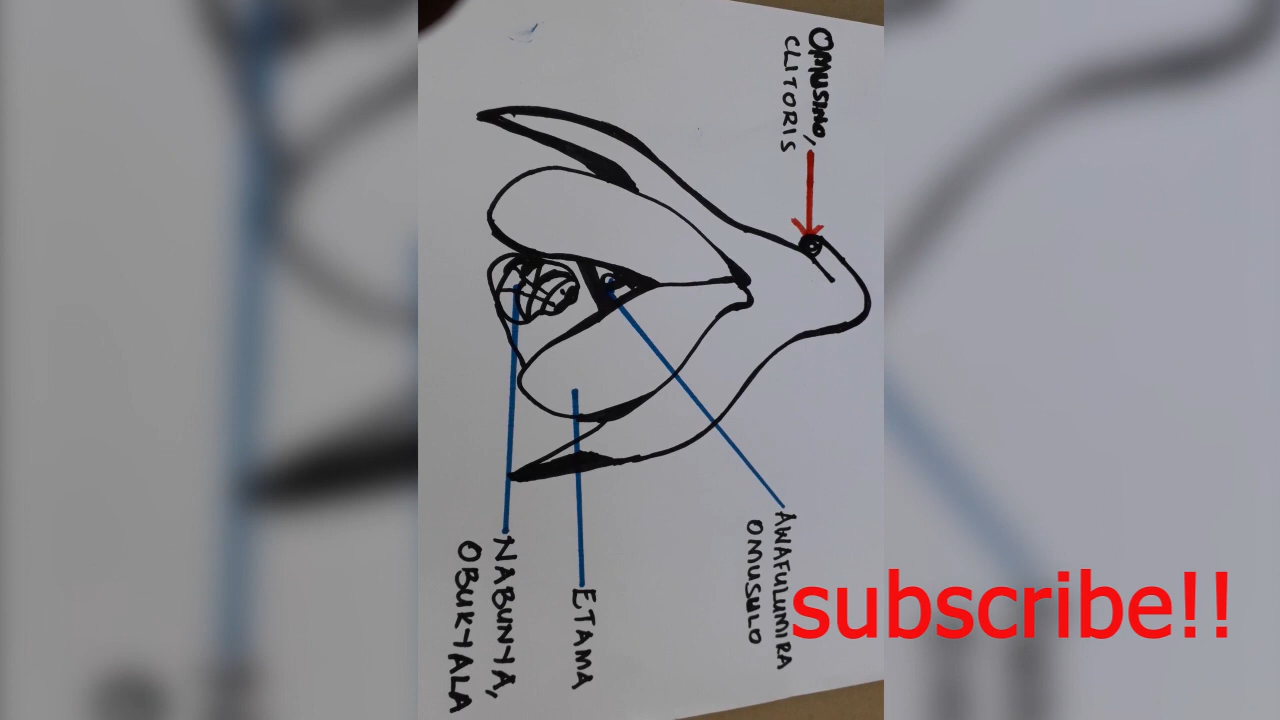 OMUSINO,
CLITORIS
AWAFULUMIRA
OMUSULO
ETAMA
NABUNYA,
OBUKYALA
subscribe!!